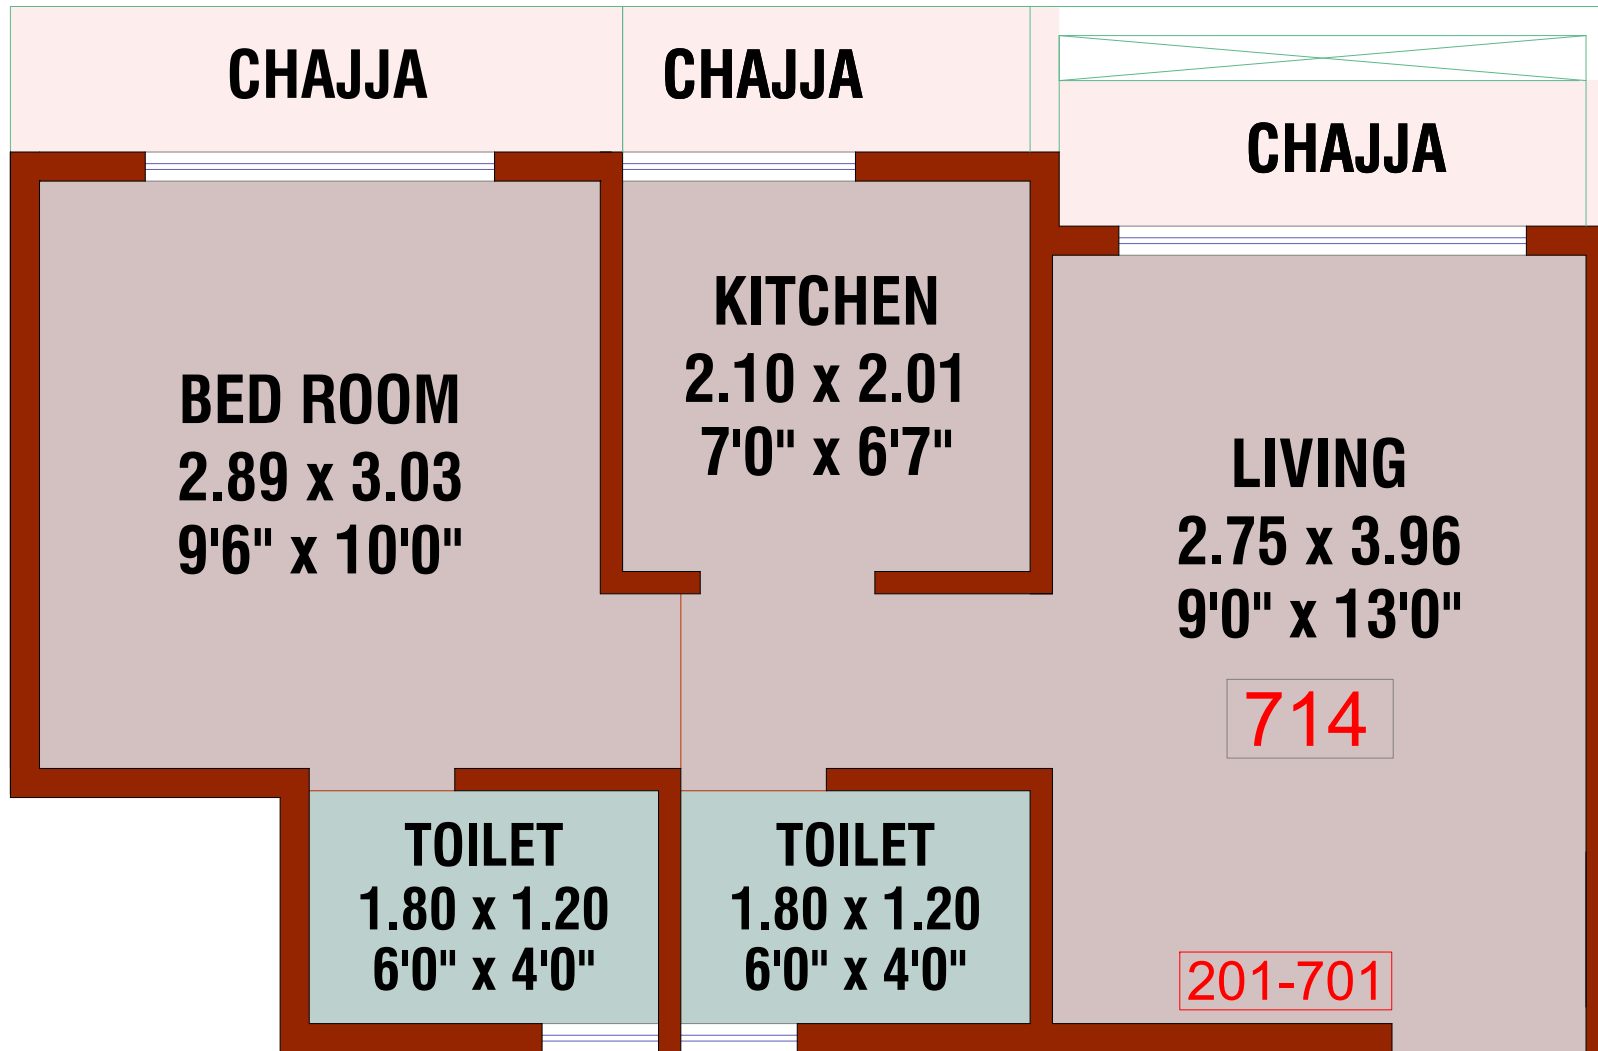 CHAJJA
CHAJJA
CHAJJA
BED ROOM
2.89 x 3.03
9'6" x 10'0"
KITCHEN
2.10 x 2.01
7'0" x 6'7"
LIVING
2.75 x 3.96
9'0" x 13'0"
714
TOILET
1.80 x 1.20
6'0" x 4'0"
TOILET
1.80 x 1.20
6'0" x 4'0"
201-701